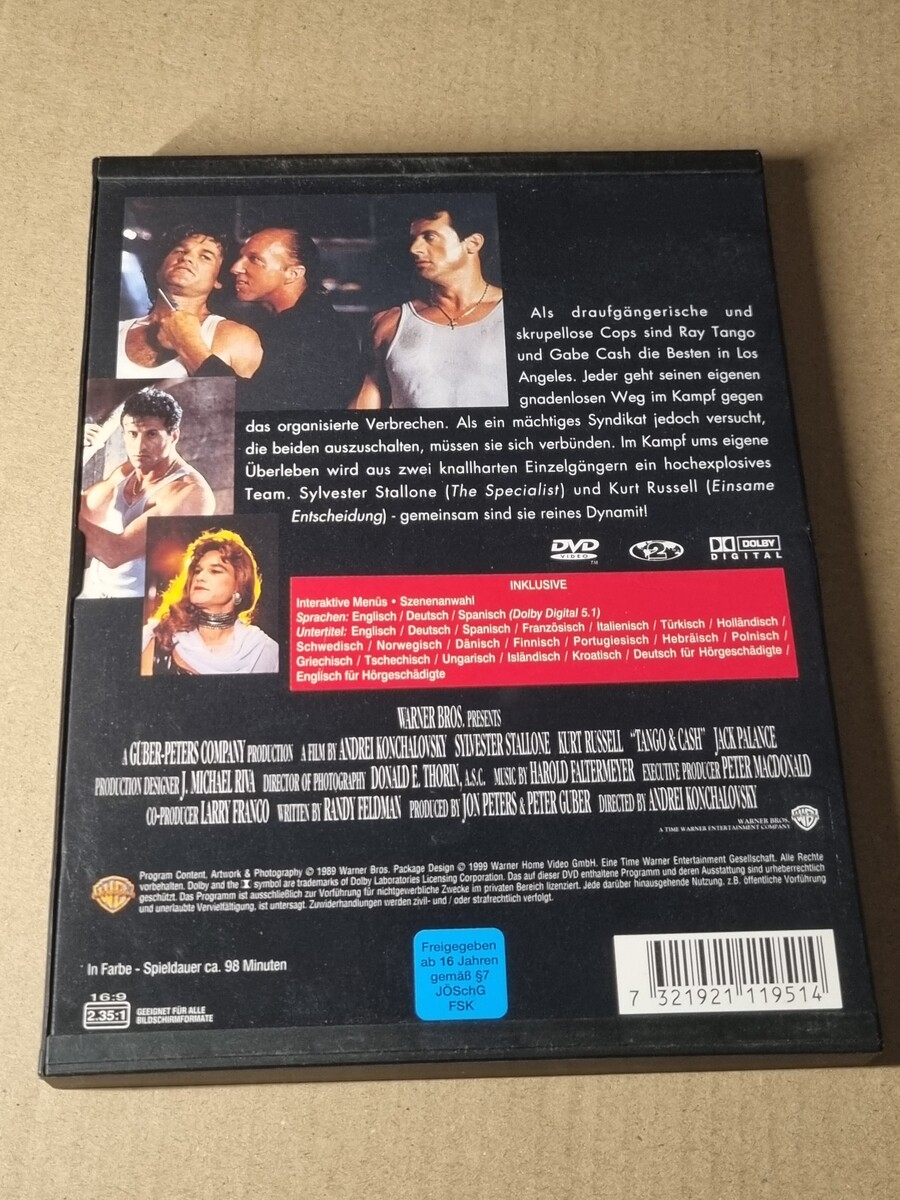 Als draufgängerische und
skrupellose Cops sind Ray Tango
und Gabe Cash die Besten in Los
Angeles. Jeder geht seinen eigenen
gnadenlosen Weg im Kampf gegen
das organisierte Verbrechen. Als ein mächtiges Syndikat jedoch versucht,
die beiden auszuschalten, müssen sie sich verbünden. Im Kampf ums eigene
Überleben wird aus zwei knallharten Einzelgängern ein hochexplosives
Team. Sylvester Stallone (The Specialist) und Kurt Russell (Einsame
Entscheidung) - gemeinsam sind sie reines Dynamit!
DVD VIDEO TM 2 DOLBY DIGITAL
INKLUSIVE
Interaktive Menüs • Szenenanwahl
Sprachen: Englisch / Deutsch / Spanisch (Dolby Digital 5.1)
Untertitel: Englisch / Deutsch / Spanisch / Französisch / Italienisch / Türkisch / Holländisch /
Schwedisch / Norwegisch / Dänisch / Finnisch / Portugiesisch / Hebräisch / Polnisch /
Griechisch / Tschechisch / Ungarisch / Isländisch / Kroatisch / Deutsch für Hörgeschädigte /
Englisch für Hörgeschädigte
WARNER BROS. PRESENTS
A GUBER-PETERS COMPANY PRODUCTION A FILM BY ANDREI KONCHALOVSKY SYLVESTER STALLONE KURT RUSSELL "TANGO & CASH" JACK PALANCE
PRODUCTION DESIGNER J. MICHAEL RIVA DIRECTOR OF PHOTOGRAPHY DONALD E. THORIN, A.S.C. MUSIC BY HAROLD FALTERMEYER EXECUTIVE PRODUCER PETER MACDONALD
CO-PRODUCER LARRY FRANCO WRITTEN BY RANDY FELDMAN PRODUCED BY JON PETERS & PETER GUBER DIRECTED BY ANDREI KONCHALOVSKY
WARNER BROS.
A TIME WARNER ENTERTAINMENT COMPANY
Program Content, Artwork & Photography © 1989 Warner Bros. Package Design © 1999 Warner Home Video GmbH. Eine Time Warner Entertainment Gesellschaft. Alle Rechte
vorbehalten. Dolby and the symbol are trademarks of Dolby Laboratories Licensing Corporation. Das auf dieser DVD enthaltene Programm und deren Ausstattung sind urheberrechtlich
geschützt. Das Programm ist ausschließlich zur Vorführung für nichtgewerbliche Zwecke im privaten Bereich lizenziert. Jede darüber hinausgehende Nutzung, z.B. öffentliche Vorführung
und unerlaubte Vervielfältigung, ist untersagt. Zuwiderhandlungen werden zivil- und / oder strafrechtlich verfolgt.
In Farbe - Spieldauer ca. 98 Minuten
16:9
2.35:1
GEEIGNET FÜR ALLE
BILDSCHIRMFORMATE
Freigegeben
ab 16 Jahren
gemäß §7
JÖSchG
FSK
7 321921 119514